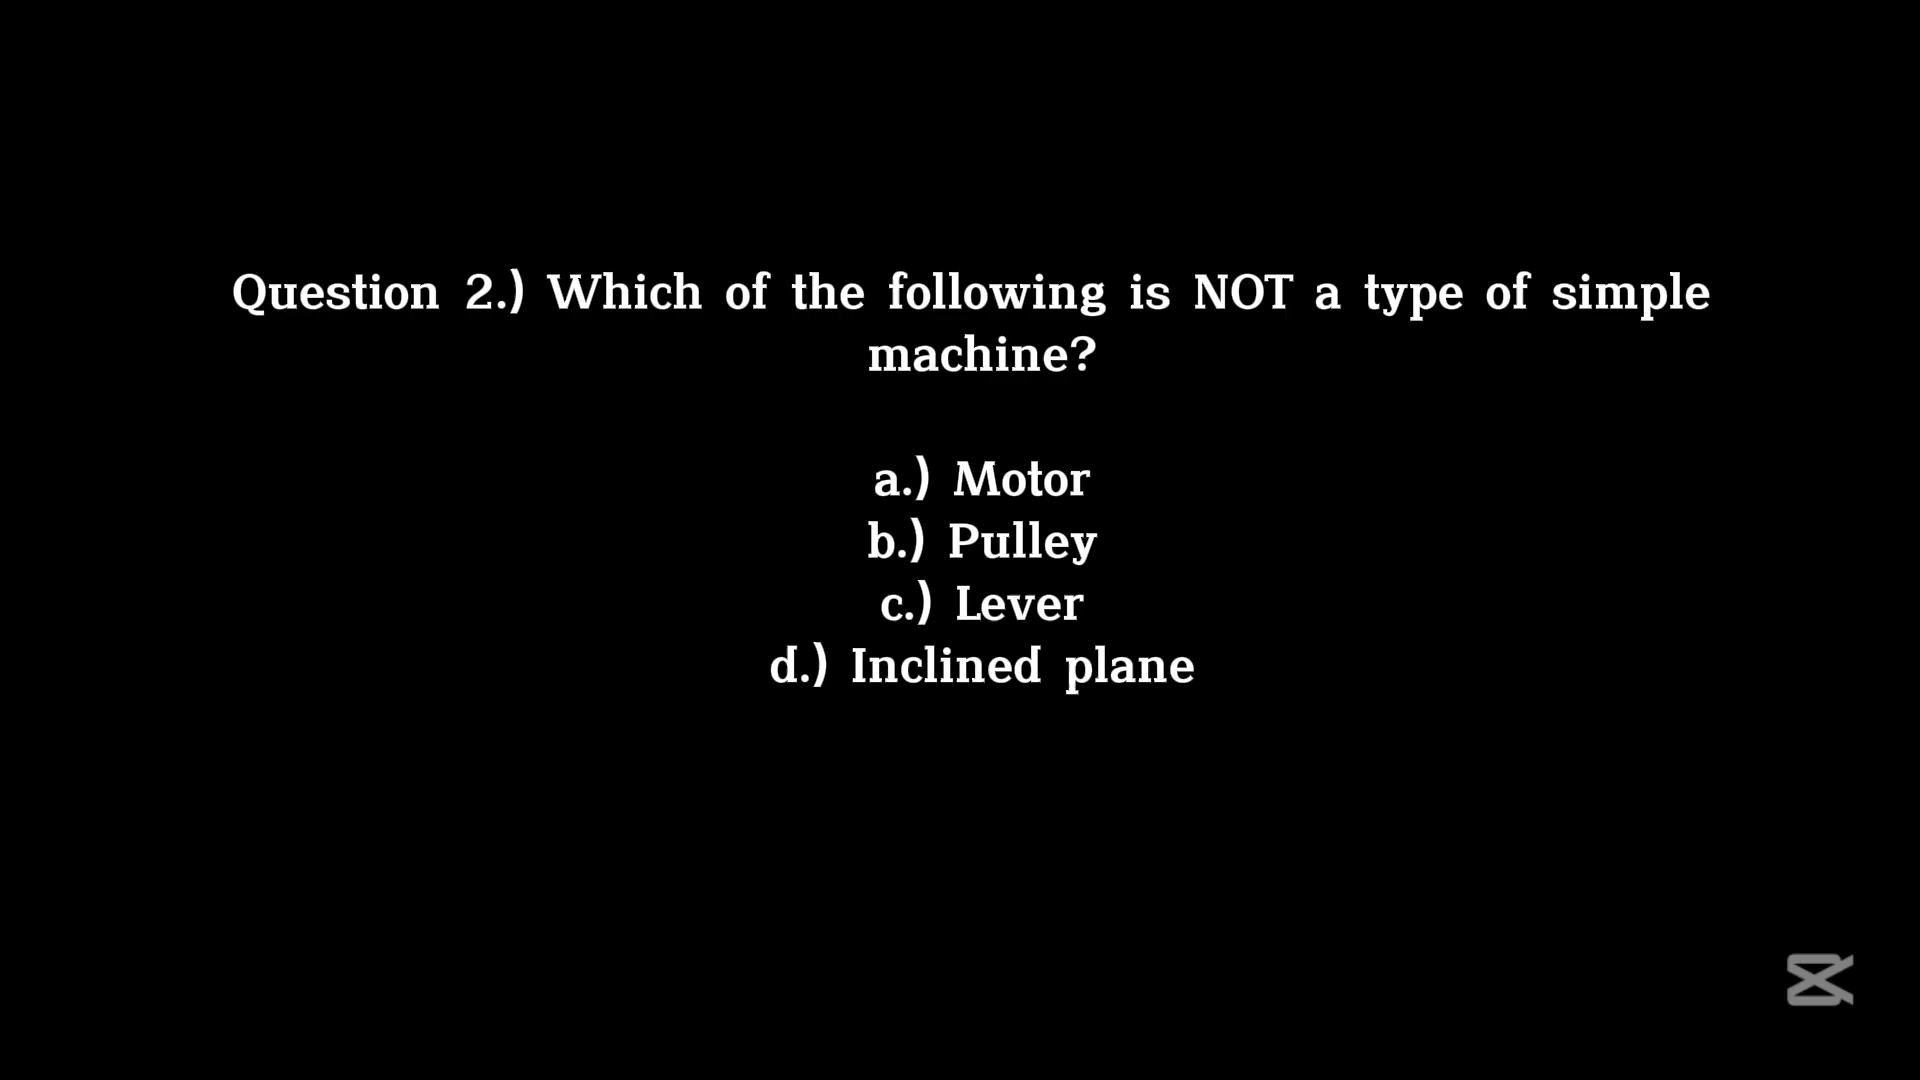 Question 2.) Which of the following is NOT a type of simple
machine?
a.) Motor
b.) Pulley
c.) Lever
d.) Inclined plane